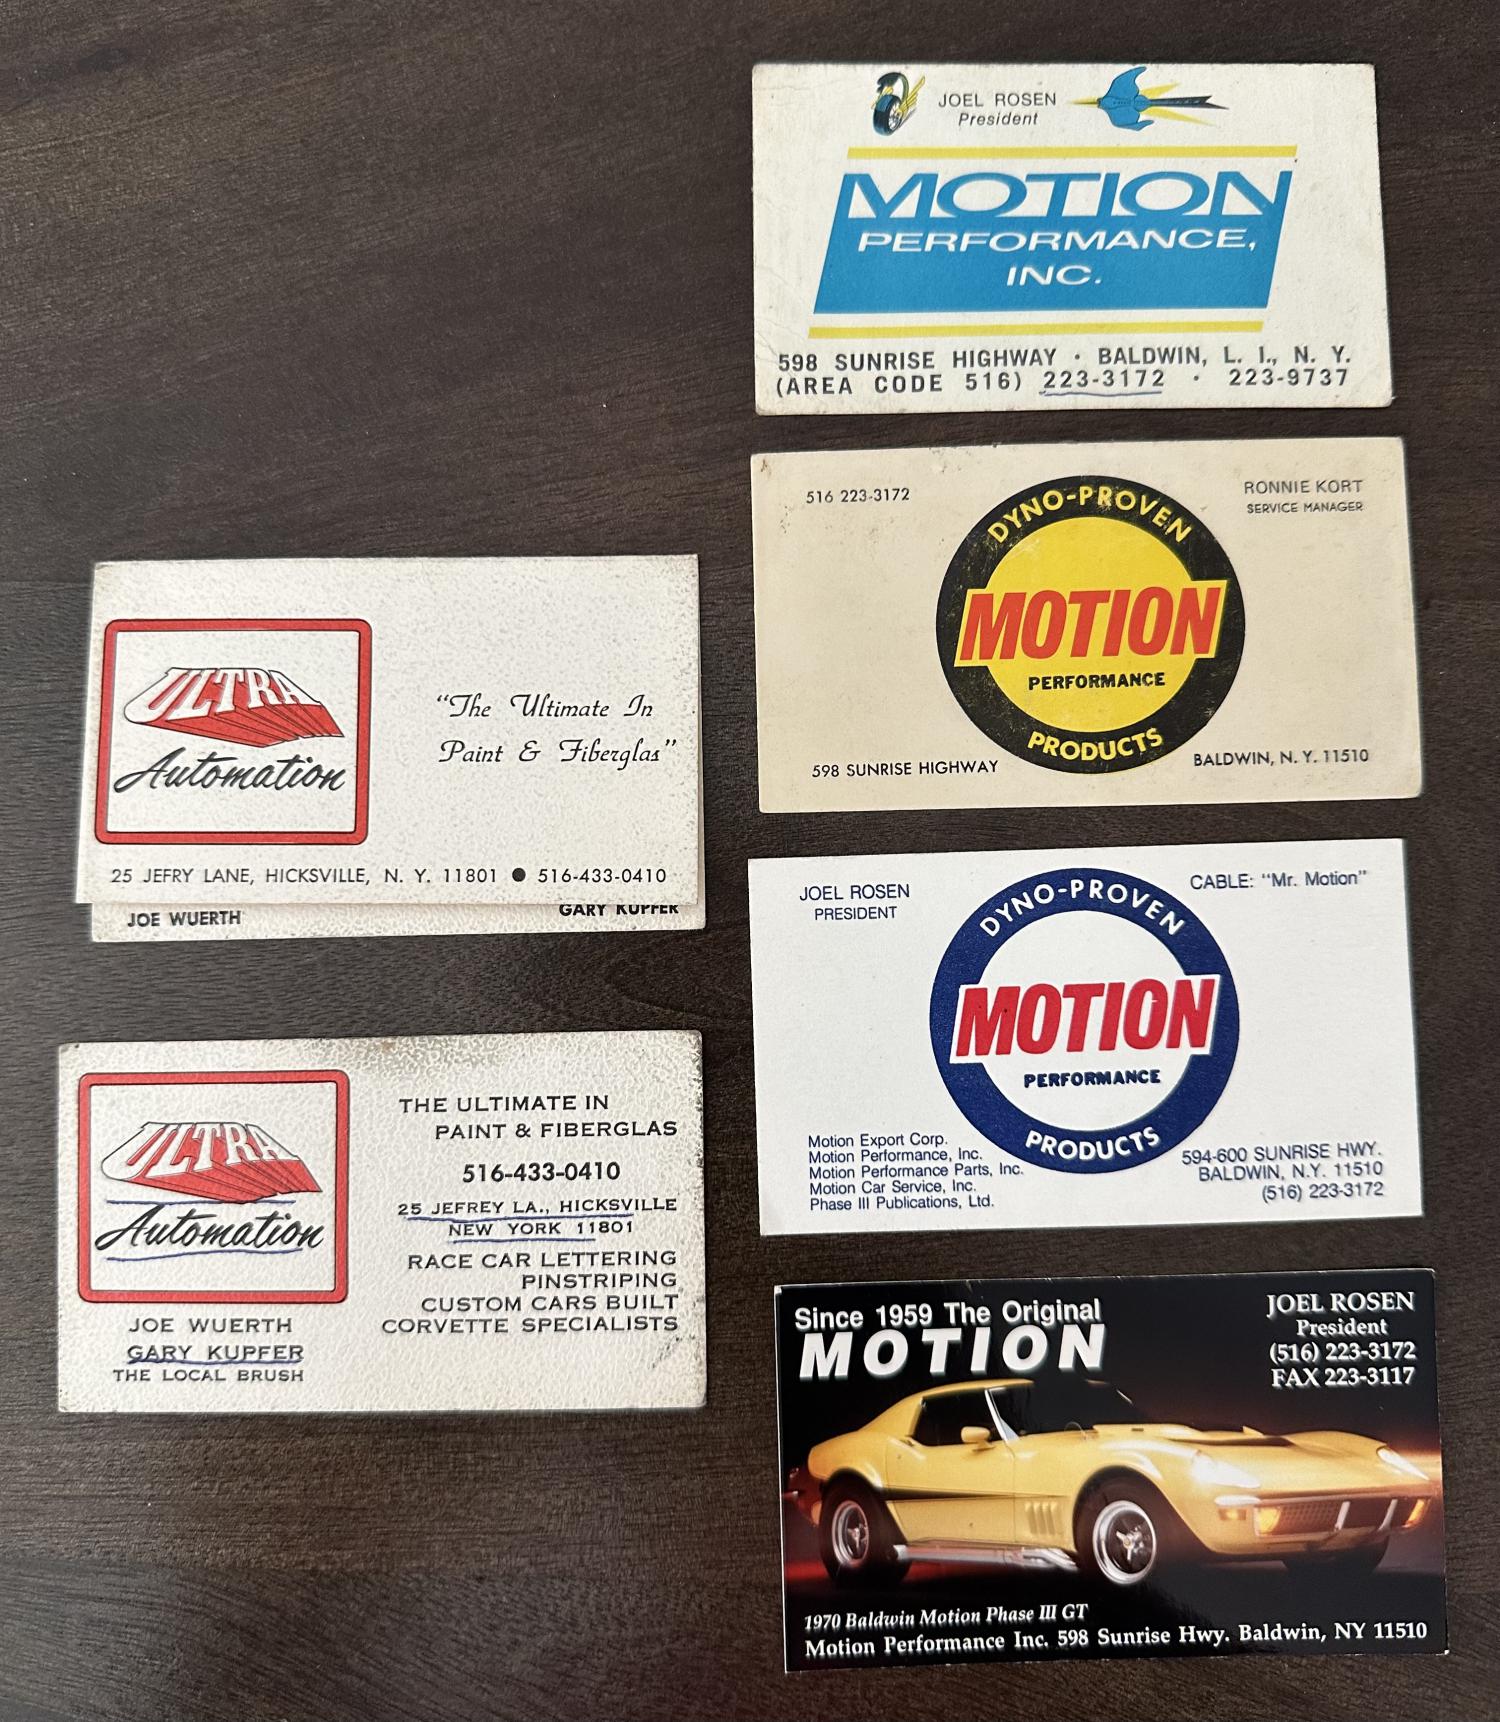 JOEL ROSEN
President
MOTION
PERFORMANCE,
INC.
598 SUNRISE HIGHWAY · BALDWIN, L. I., N. Y.
(AREA CODE 516) 223-3172 · 223-9737
516 223-3172
RONNIE KORT
SERVICE MANAGER
DYNO-PROVEN
MOTION
PERFORMANCE
PRODUCTS
598 SUNRISE HIGHWAY
BALDWIN, N. Y. 11510
ULTRA
Automation
"The Ultimate In
Paint & Fiberglas"
25 JEFRY LANE, HICKSVILLE, N. Y. 11801 ● 516-433-0410
JOE WUERTH
GARY KUPFER
JOEL ROSEN
PRESIDENT
CABLE: "Mr. Motion"
DYNO-PROVEN
MOTION
PERFORMANCE
PRODUCTS
Motion Export Corp.
Motion Performance, Inc.
Motion Performance Parts, Inc.
Motion Car Service, Inc.
Phase III Publications, Ltd.
594-600 SUNRISE HWY.
BALDWIN, N.Y. 11510
(516) 223-3172
ULTRA
Automation
JOE WUERTH
GARY KUPFER
THE LOCAL BRUSH
THE ULTIMATE IN
PAINT & FIBERGLAS
516-433-0410
25 JEFREY LA., HICKSVILLE
NEW YORK 11801
RACE CAR LETTERING
PINSTRIPING
CUSTOM CARS BUILT
CORVETTE SPECIALISTS
Since 1959 The Original
MOTION
JOEL ROSEN
President
(516) 223-3172
FAX 223-3117
1970 Baldwin Motion Phase III GT
Motion Performance Inc. 598 Sunrise Hwy. Baldwin, NY 11510